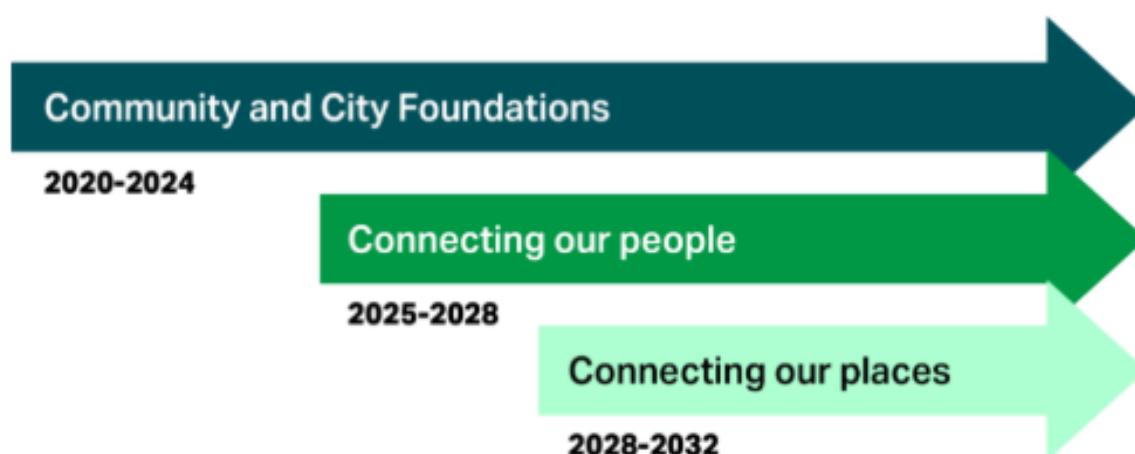 Community and City Foundations
2020-2024
Connecting our people
2025-2028
Connecting our places
2028-2032